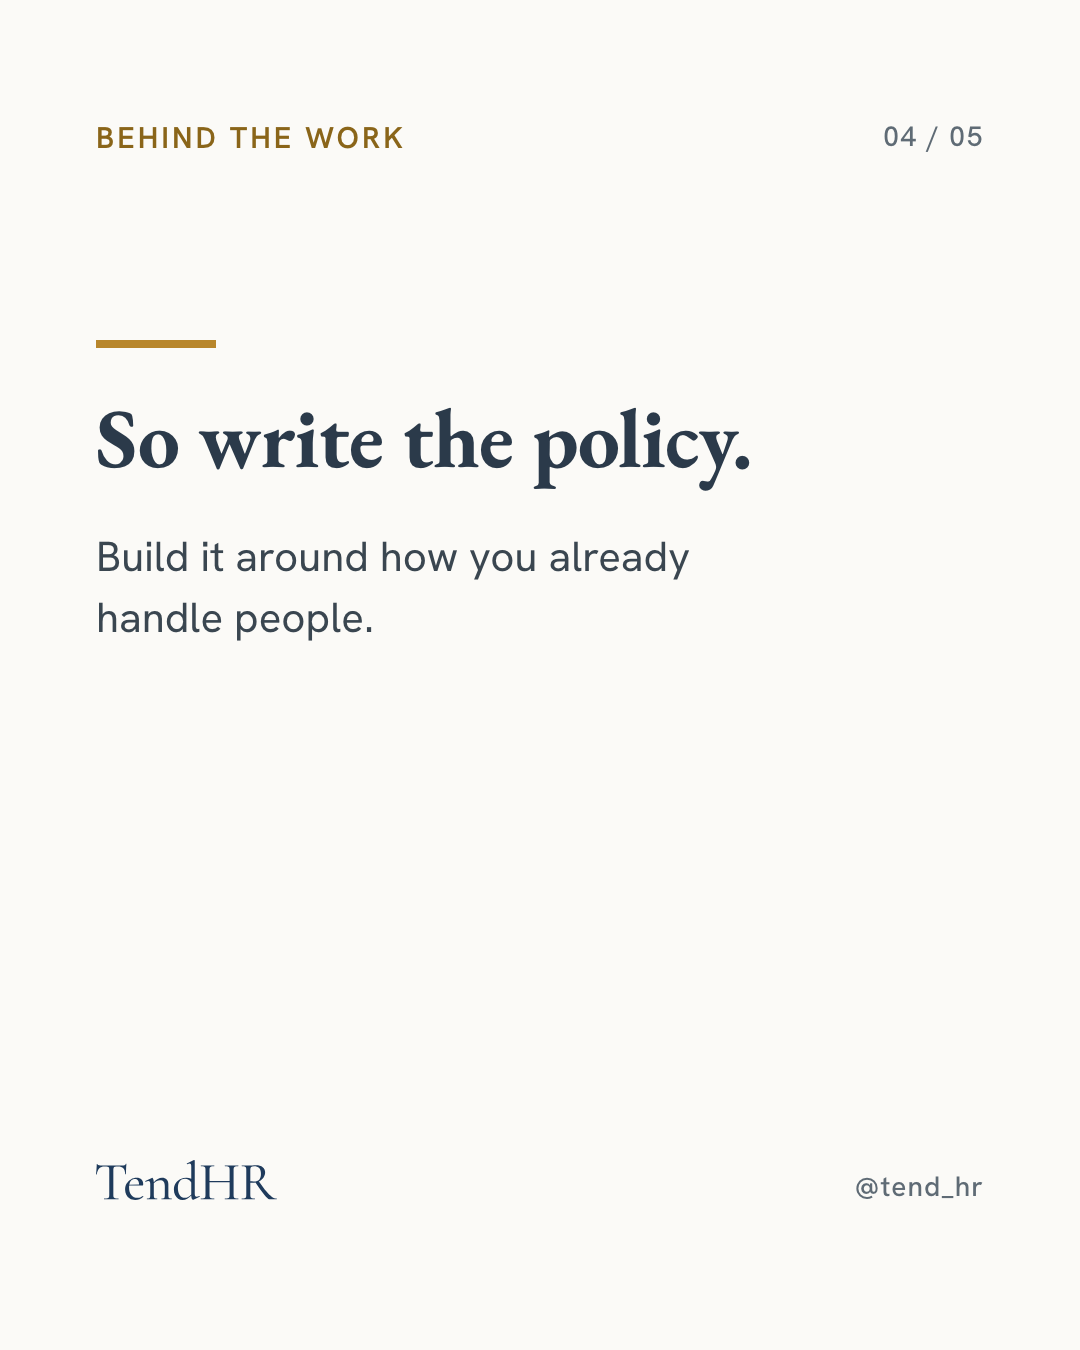 BEHIND THE WORK
04 / 05
So write the policy.
Build it around how you already
handle people.
TendHR
@tend_hr